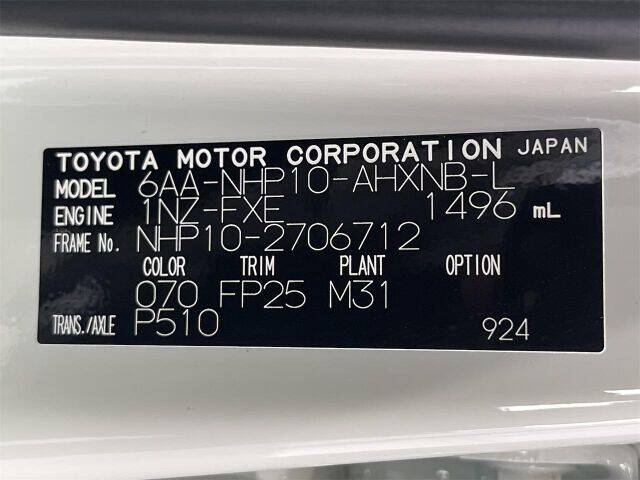 TOYOTA MOTOR CORPORATION JAPAN
MODEL 6AA-NHP10-AHXNB-L
ENGINE 1NZ-FXE 1496 mL
FRAME No. NHP10-2706712
COLOR TRIM PLANT OPTION
070 FP25 M31
TRANS./AXLE P510 924